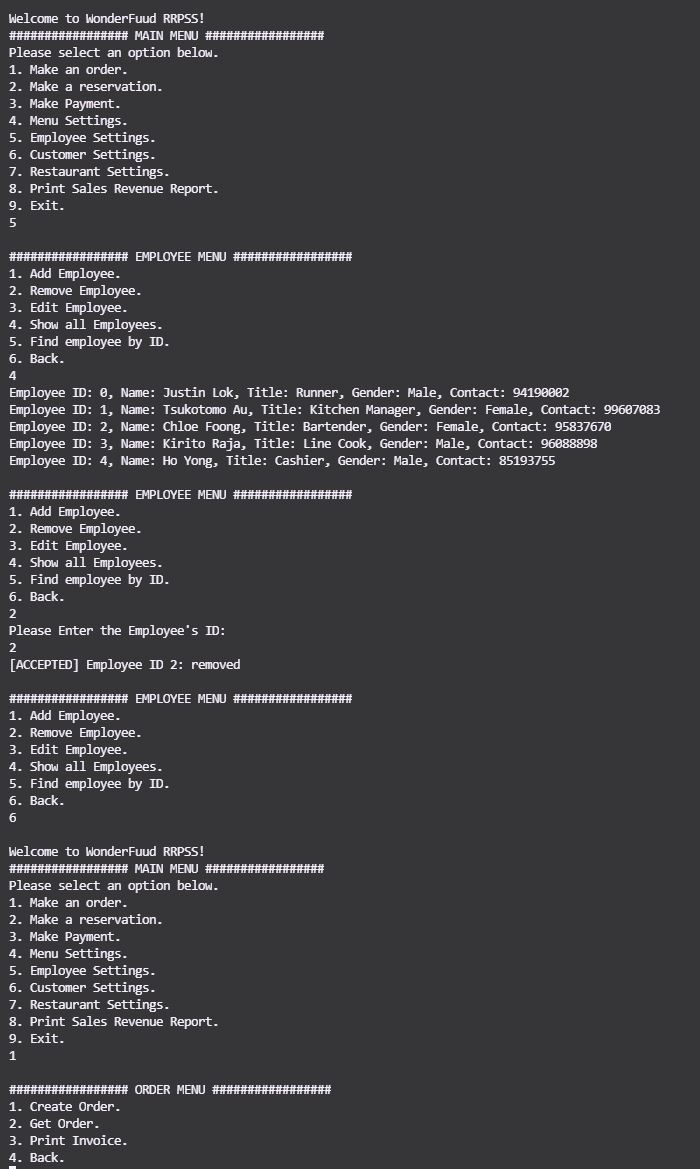 Welcome to WonderFuud RRPSS!
################# MAIN MENU #################
Please select an option below.
1. Make an order.
2. Make a reservation.
3. Make Payment.
4. Menu Settings.
5. Employee Settings.
6. Customer Settings.
7. Restaurant Settings.
8. Print Sales Revenue Report.
9. Exit.
5
################# EMPLOYEE MENU #################
1. Add Employee.
2. Remove Employee.
3. Edit Employee.
4. Show all Employees.
5. Find employee by ID.
6. Back.
4
Employee ID: 0, Name: Justin Lok, Title: Runner, Gender: Male, Contact: 94190002
Employee ID: 1, Name: Tsukotomo Au, Title: Kitchen Manager, Gender: Female, Contact: 99607083
Employee ID: 2, Name: Chloe Foong, Title: Bartender, Gender: Female, Contact: 95837670
Employee ID: 3, Name: Kirito Raja, Title: Line Cook, Gender: Male, Contact: 96088898
Employee ID: 4, Name: Ho Yong, Title: Cashier, Gender: Male, Contact: 85193755
################# EMPLOYEE MENU #################
1. Add Employee.
2. Remove Employee.
3. Edit Employee.
4. Show all Employees.
5. Find employee by ID.
6. Back.
2
Please Enter the Employee's ID:
2
[ACCEPTED] Employee ID 2: removed
################# EMPLOYEE MENU #################
1. Add Employee.
2. Remove Employee.
3. Edit Employee.
4. Show all Employees.
5. Find employee by ID.
6. Back.
6
Welcome to WonderFuud RRPSS!
################# MAIN MENU #################
Please select an option below.
1. Make an order.
2. Make a reservation.
3. Make Payment.
4. Menu Settings.
5. Employee Settings.
6. Customer Settings.
7. Restaurant Settings.
8. Print Sales Revenue Report.
9. Exit.
1
################# ORDER MENU #################
1. Create Order.
2. Get Order.
3. Print Invoice.
4. Back.